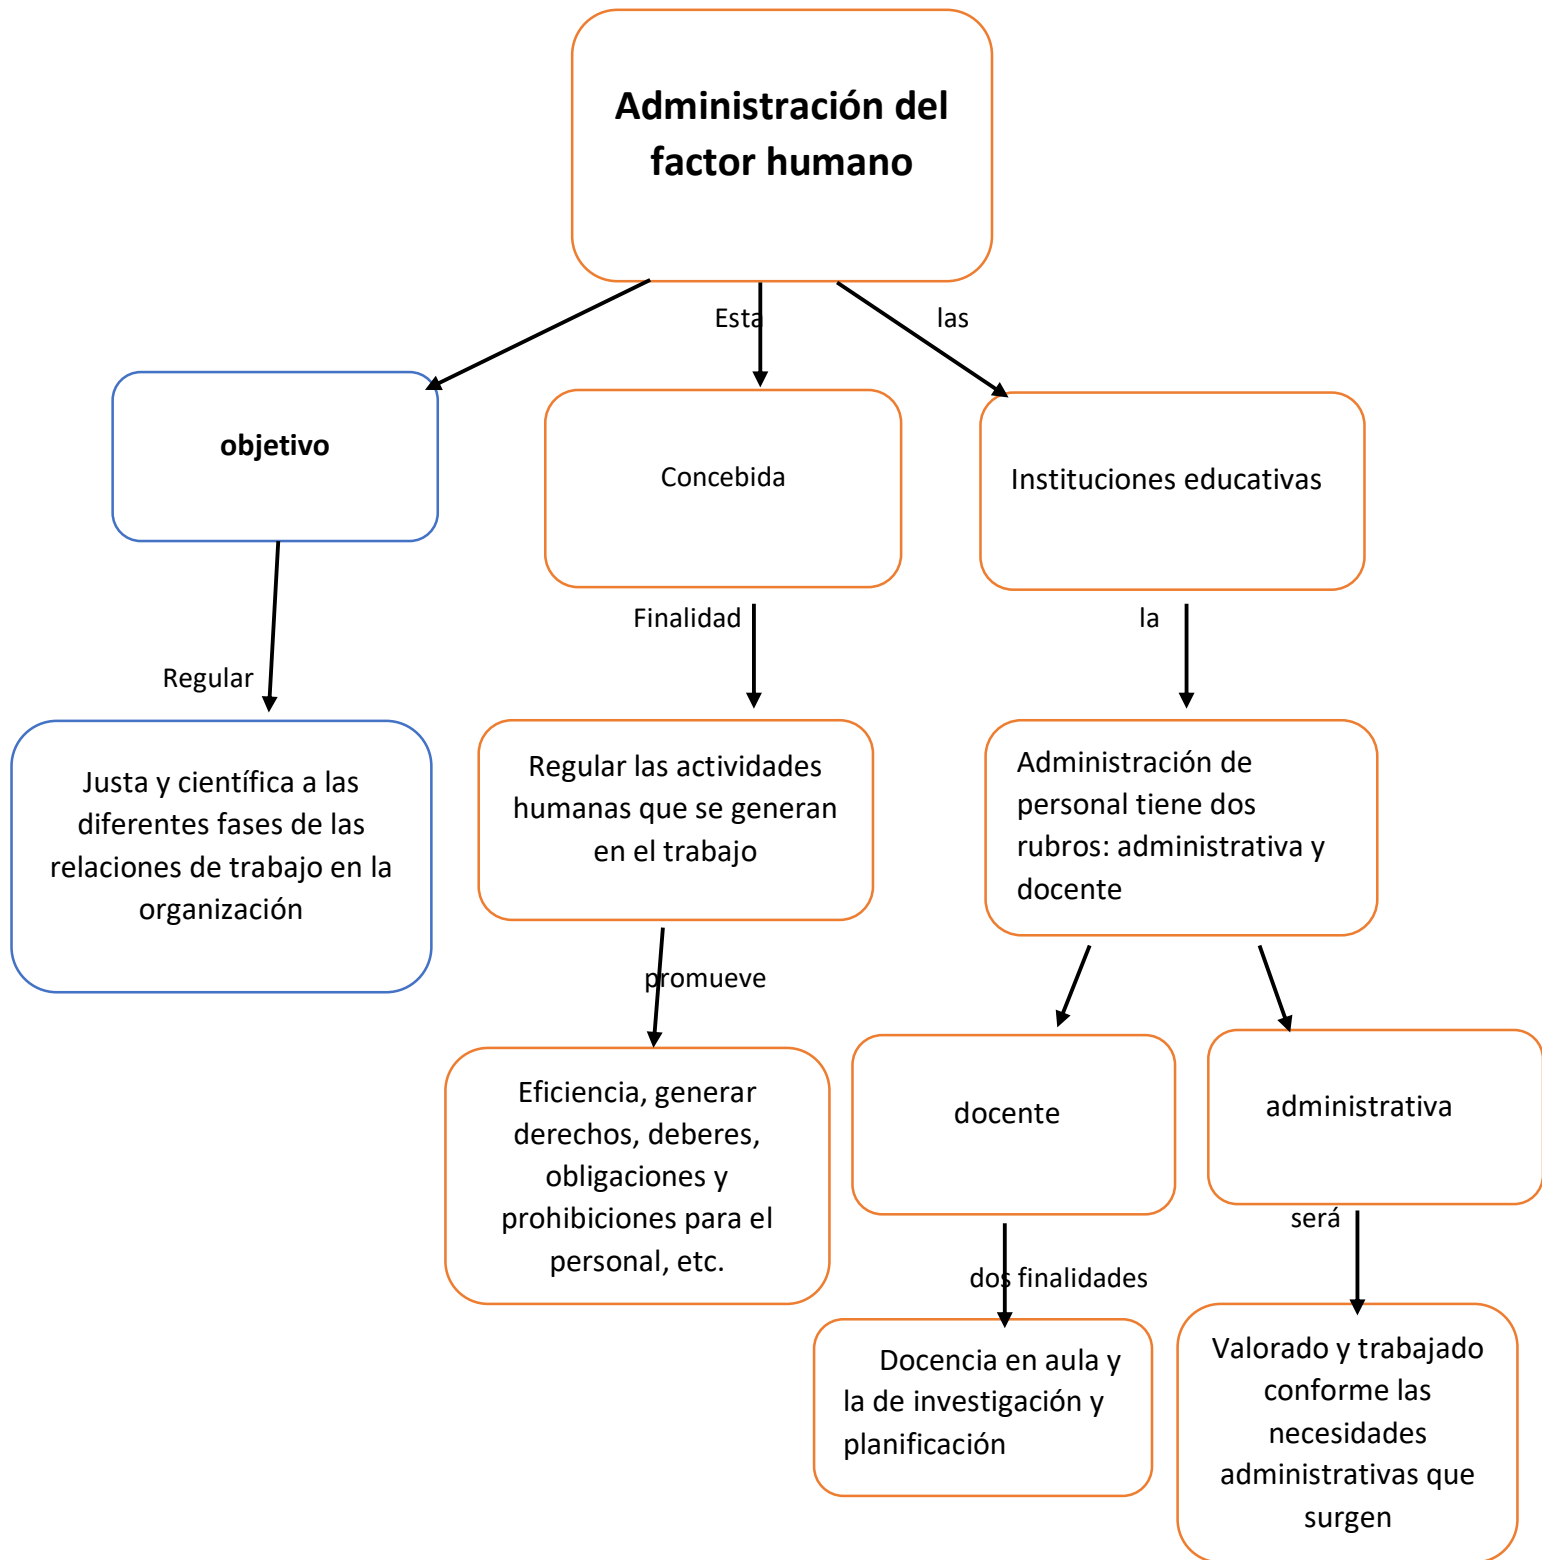 Administración del
factor humano
Esta
las
objetivo
Concebida
Instituciones educativas
Finalidad
la
Regular
Justa y científica a las
diferentes fases de las
relaciones de trabajo en la
organización
Regular las actividades
humanas que se generan
en el trabajo
Administración de
personal tiene dos
rubros: administrativa y
docente
promueve
Eficiencia, generar
derechos, deberes,
obligaciones y
prohibiciones para el
personal, etc.
docente
administrativa
será
dos finalidades
Docencia en aula y
la de investigación y
planificación
Valorado y trabajado
conforme las
necesidades
administrativas que
surgen